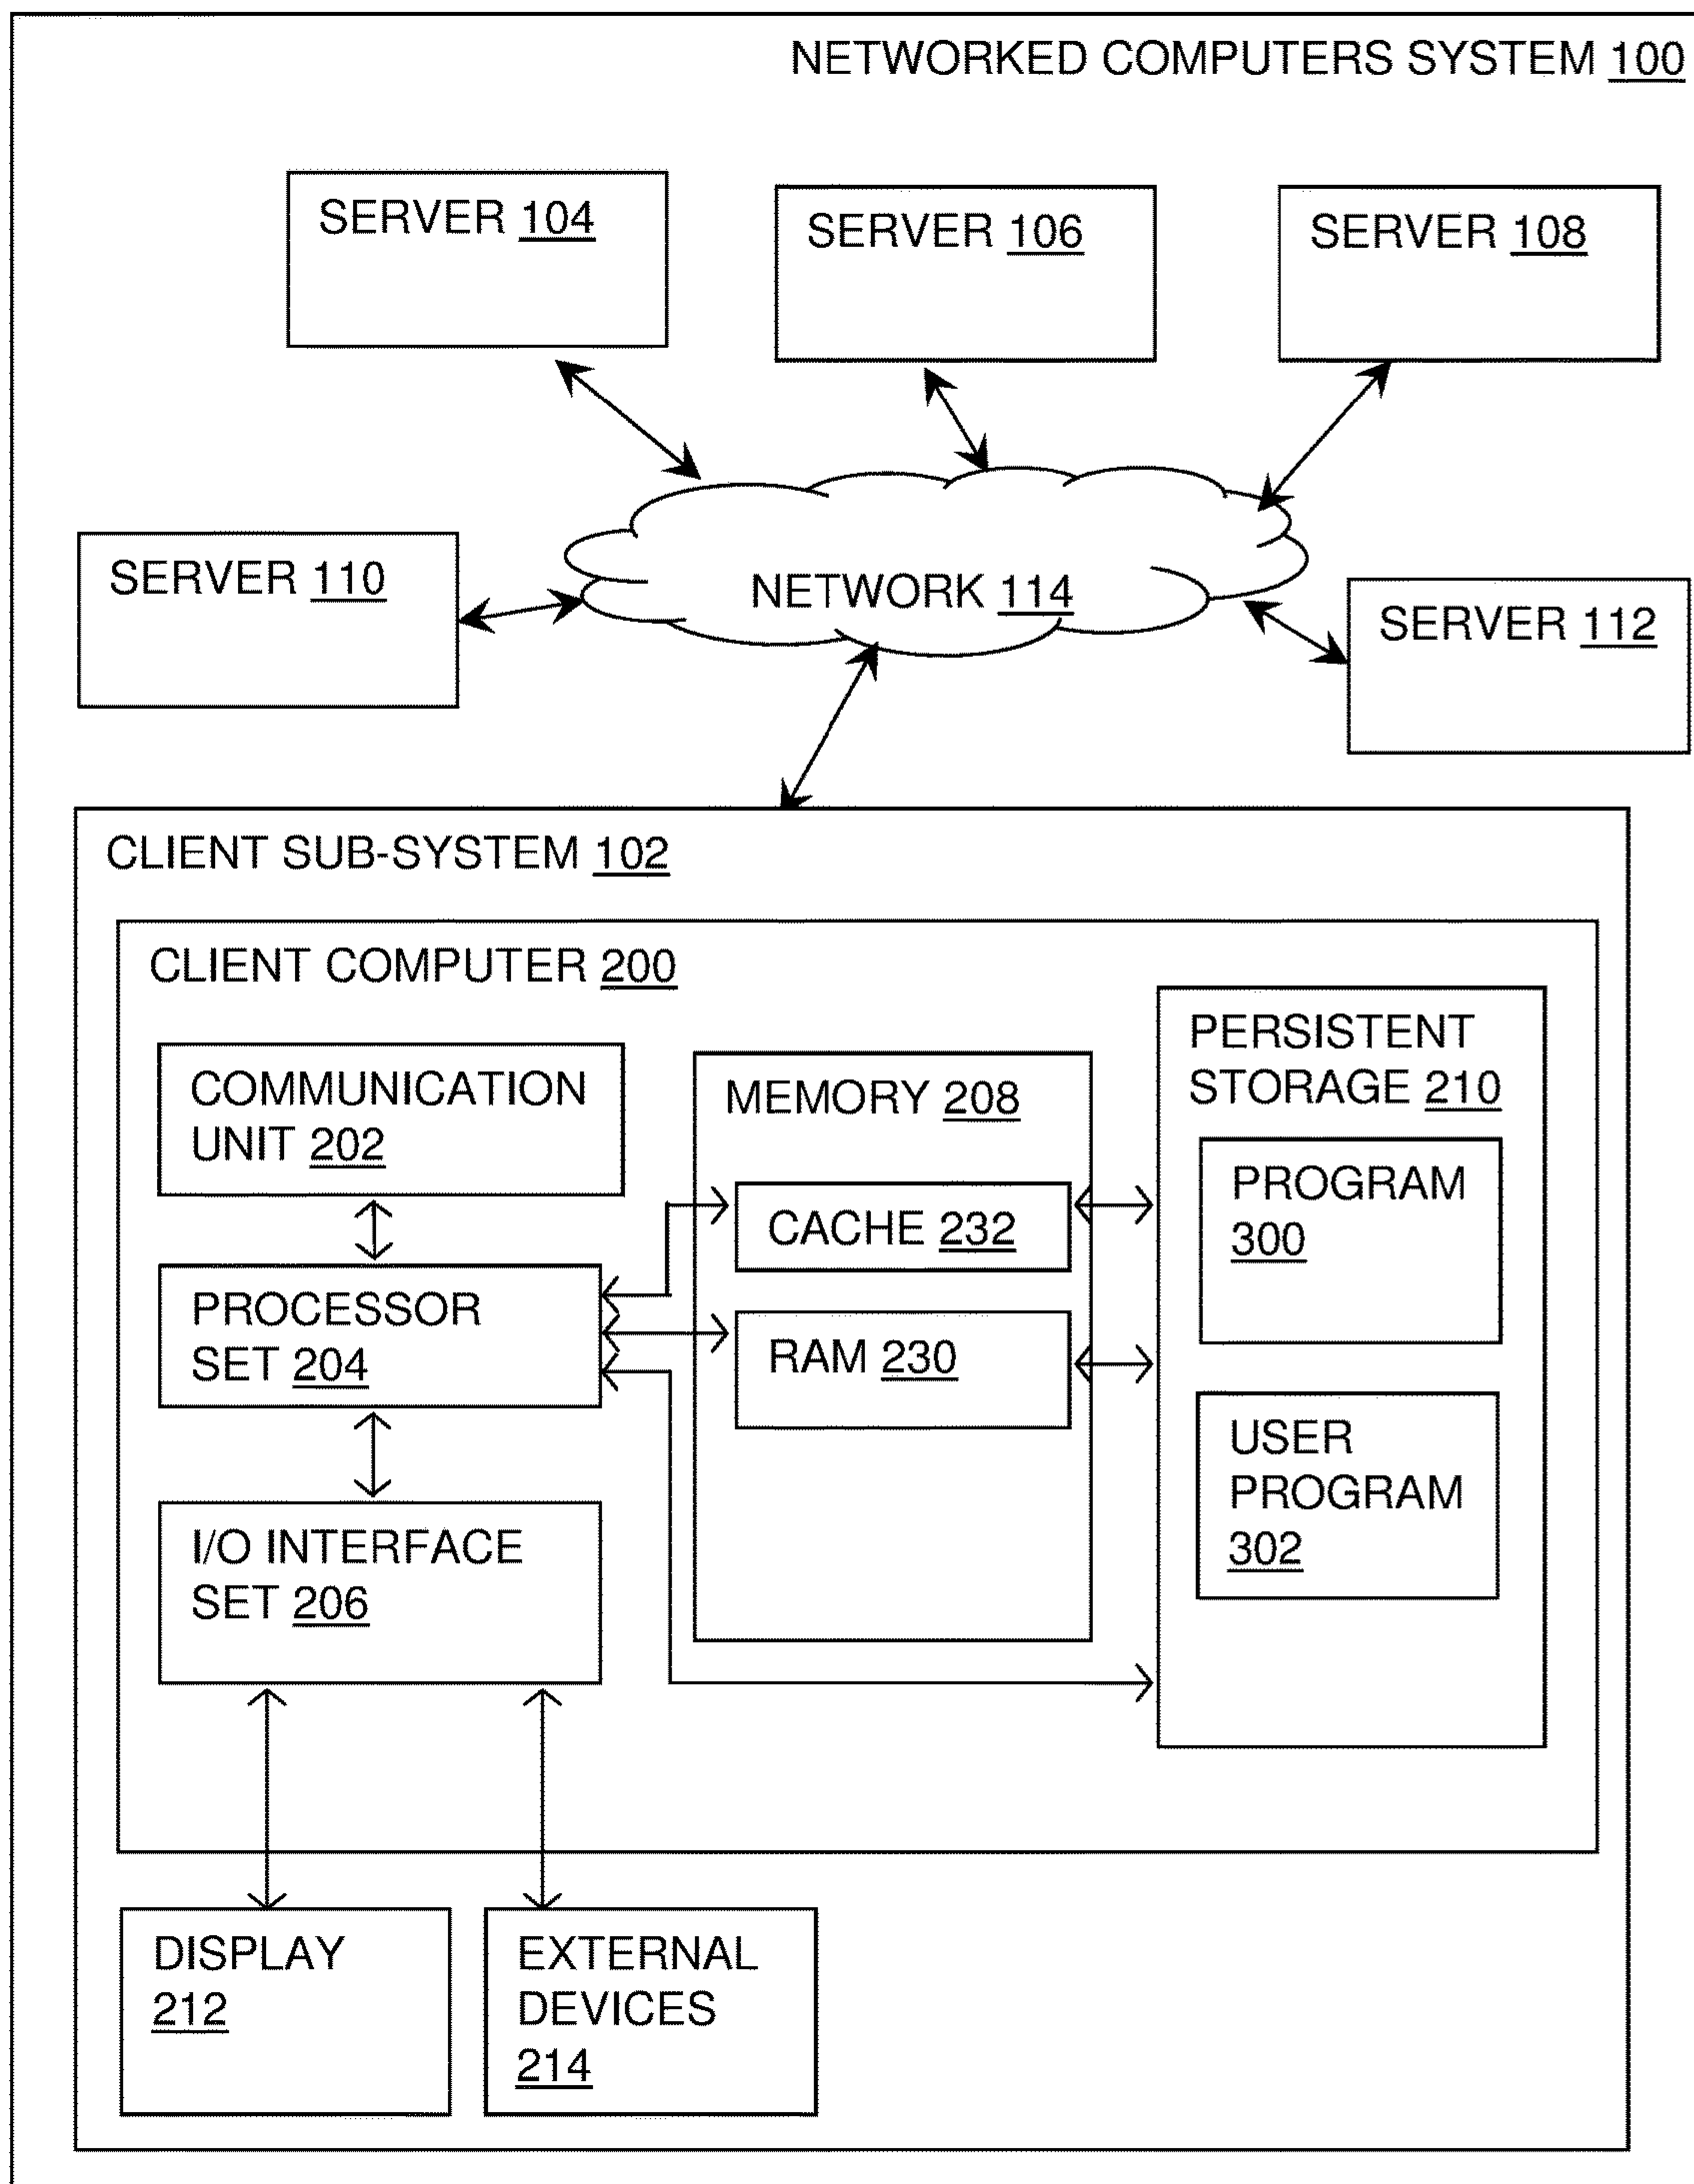 NETWORKED COMPUTERS SYSTEM 100
SERVER 104
SERVER 106
SERVER 108
SERVER 110
NETWORK 114
SERVER 112
CLIENT SUB-SYSTEM 102
CLIENT COMPUTER 200
COMMUNICATION
UNIT 202
PROCESSOR
SET 204
I/O INTERFACE
SET 206
MEMORY 208
CACHE 232
RAM 230
PERSISTENT
STORAGE 210
PROGRAM
300
USER
PROGRAM
302
DISPLAY
212
EXTERNAL
DEVICES
214